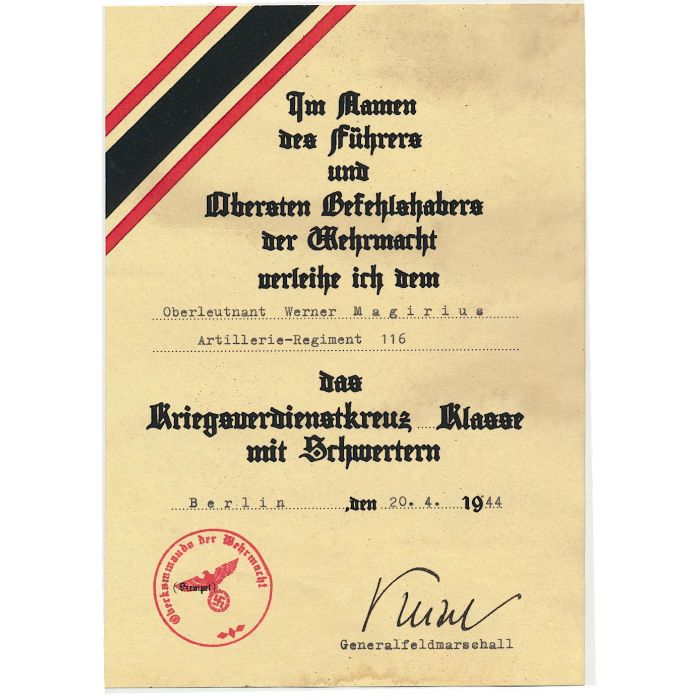 Im Namen
des Führers
und
Obersten Befehlshabers
der Wehrmacht
verleihe ich dem
Oberleutnant Werner Magirius
Artillerie-Regiment 116
das
Kriegsverdienstkreuz Klasse
mit Schwertern
Berlin ,den 20.4. 1944
Oberkommando der Wehrmacht
(Stempel)
Generalfeldmarschall